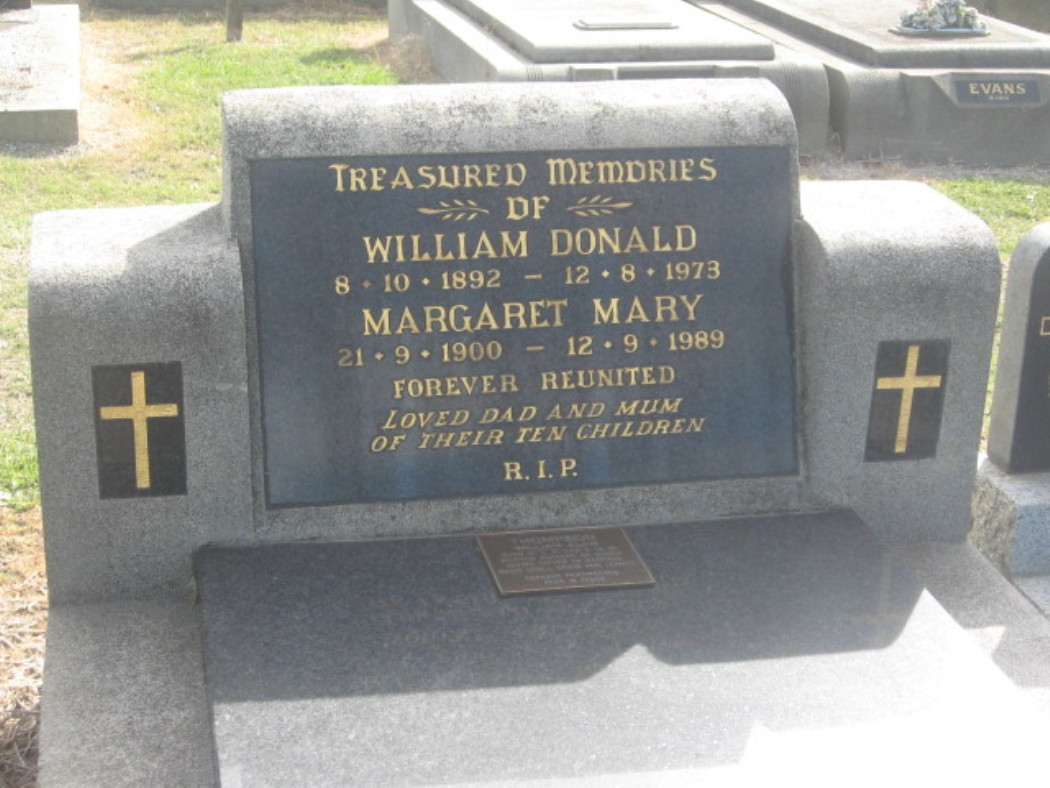 TREASURED MEMORIES
OF
WILLIAM DONALD
8 • 10 • 1892 – 12 • 8 • 1973
MARGARET MARY
21 • 9 • 1900 – 12 • 9 • 1989
FOREVER REUNITED
LOVED DAD AND MUM
OF THEIR TEN CHILDREN
R. I. P.
THOMPSON
EVANS